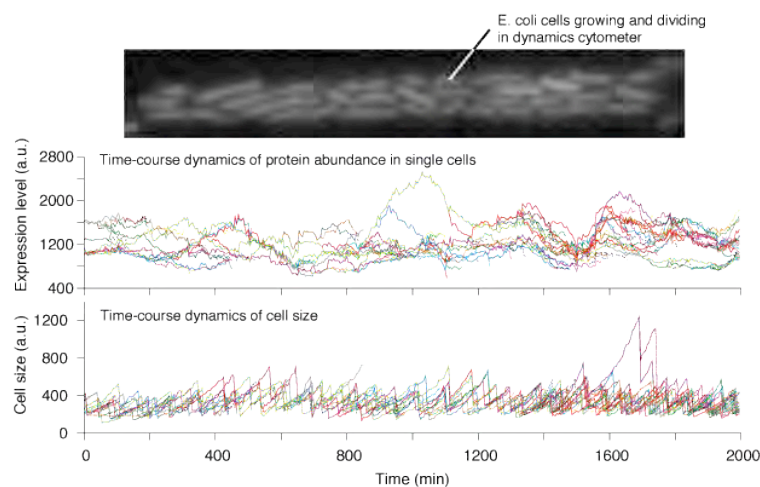 E. coli cells growing and dividing
in dynamics cytometer
Expression level (a.u.)
2800
2000
1200
400
Time-course dynamics of protein abundance in single cells
Cell size (a.u.)
1200
800
400
0
Time-course dynamics of cell size
0 400 800 1200 1600 2000
Time (min)